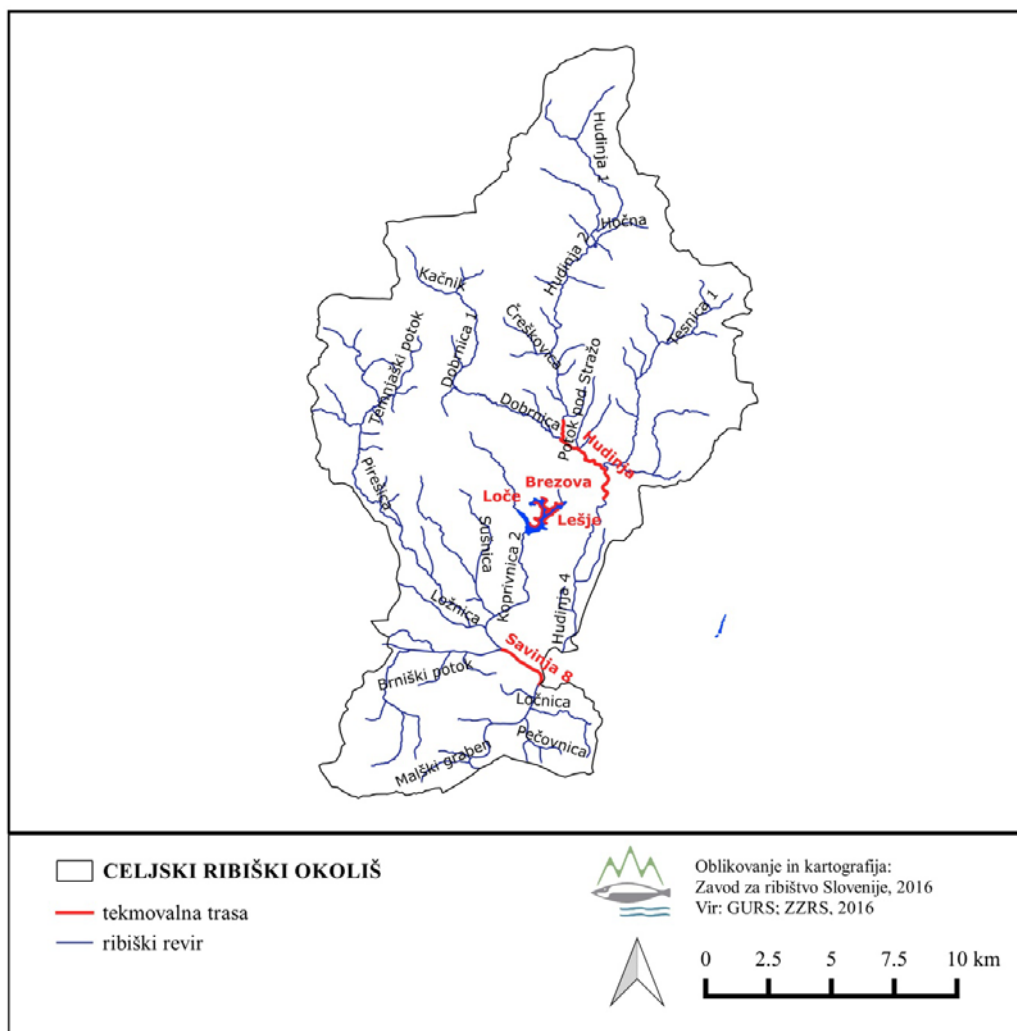 Hudinja 1
Hočna
Hudinja 2
Kačnik
Tesnica 1
Čreškovica
Dobrnica 1
Temnjaški potok
Potok pod Stražo
Dobrnica
Hudinja
Pirešica
Brezova
Loče
Lešje
Sušnica
Koprivnica 2
Hudinja 4
Ložnica
Savinja 8
Brniški potok
Ločnica
Pečovnica
Malški graben
CELJSKI RIBIŠKI OKOLIŠ
tekmovalna trasa
ribiški revir
Oblikovanje in kartografija:
Zavod za ribištvo Slovenije, 2016
Vir: GURS; ZZRS, 2016
0 2.5 5 7.5 10 km